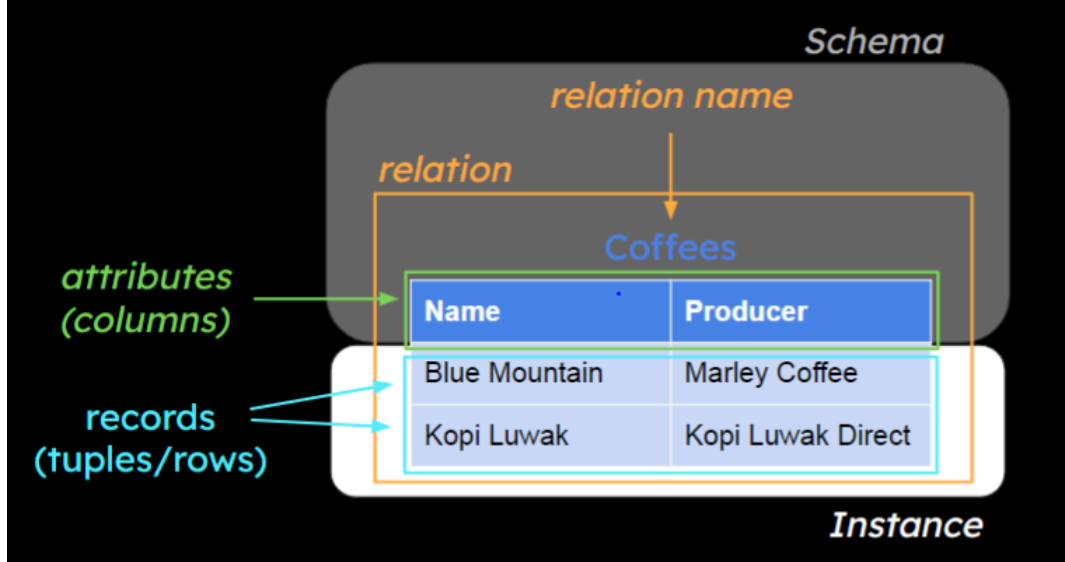 Schema
relation name
relation
Coffees
attributes
(columns)
Name Producer
Blue Mountain Marley Coffee
records
(tuples/rows)
Kopi Luwak Kopi Luwak Direct
Instance